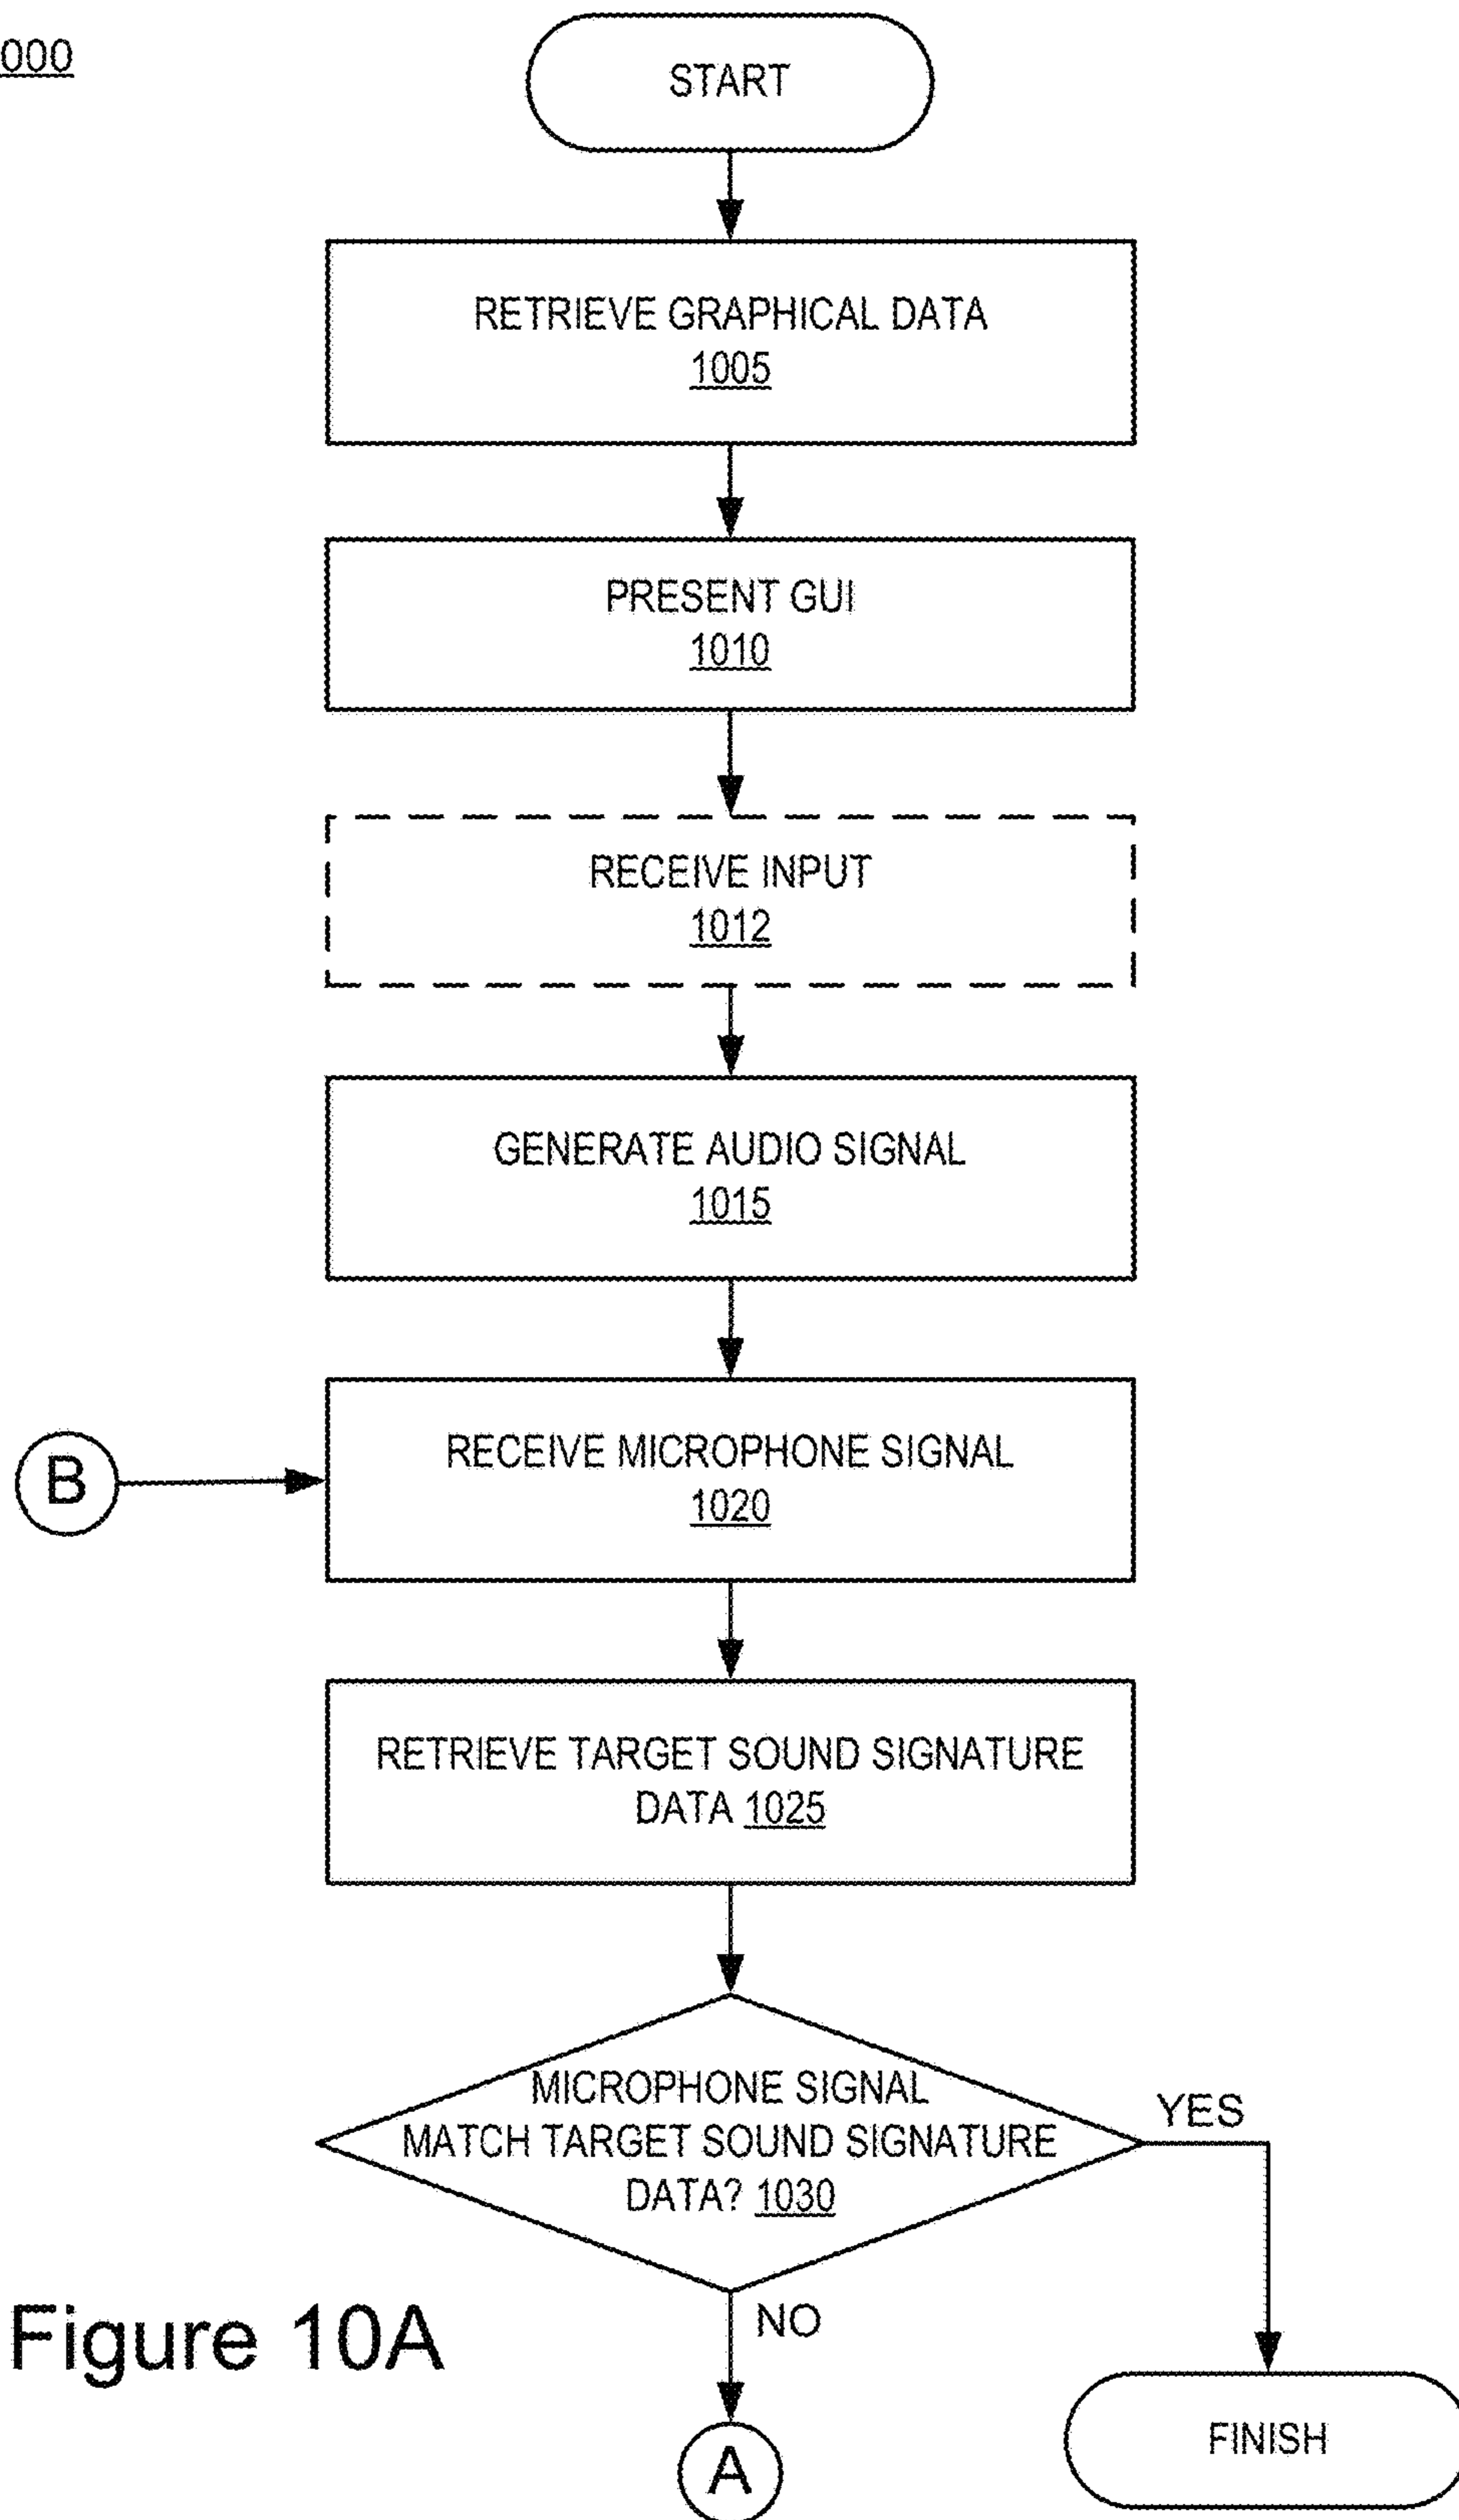 000
START
RETRIEVE GRAPHICAL DATA
1005
PRESENT GUI
1010
RECEIVE INPUT
1012
GENERATE AUDIO SIGNAL
1015
B
RECEIVE MICROPHONE SIGNAL
1020
RETRIEVE TARGET SOUND SIGNATURE
DATA 1025
MICROPHONE SIGNAL
MATCH TARGET SOUND SIGNATURE
DATA? 1030
YES
NO
Figure 10A
A
FINISH